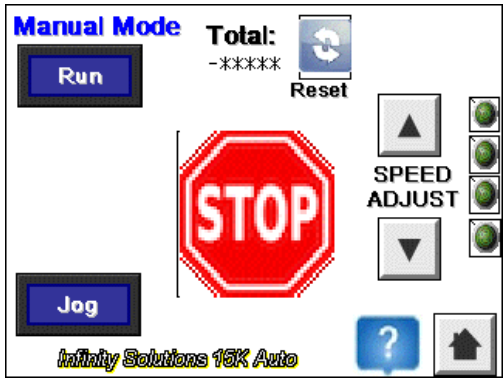 Manual Mode
Total:
-*****
Reset
Run
STOP
SPEED
ADJUST
Jog
Infinity Solutions 15K Auto
?